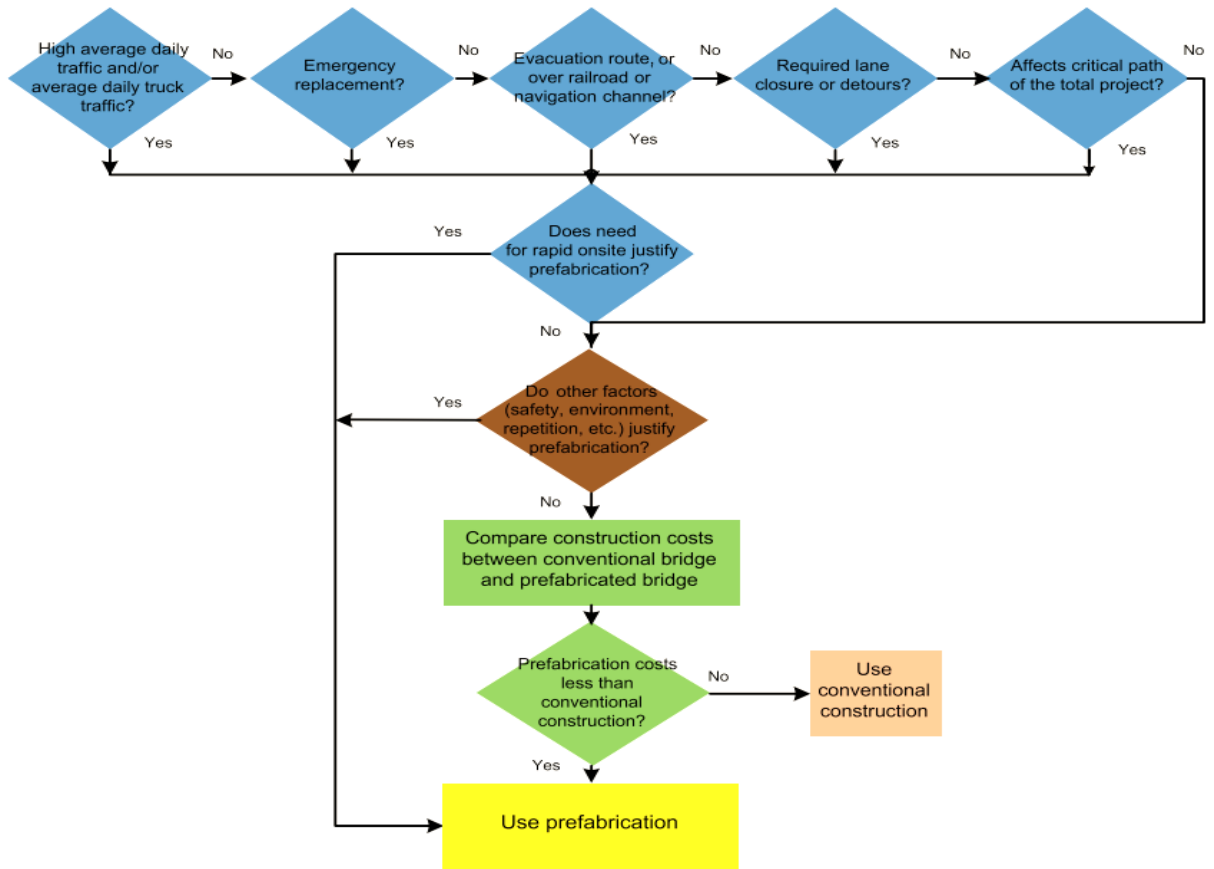 High average daily
traffic and/or
average daily truck
traffic?
No
Emergency
replacement?
No
Evacuation route, or
over railroad or
navigation channel?
No
Required lane
closure or detours?
No
Affects critical path
of the total project?
No
Yes
Yes
Yes
Yes
Yes
Does need
for rapid onsite justify
prefabrication?
Yes
No
Do other factors
(safety, environment,
repetition, etc.) justify
prefabrication?
Yes
No
Compare construction costs
between conventional bridge
and prefabricated bridge
Prefabrication costs
less than
conventional
construction?
No
Use
conventional
construction
Yes
Use prefabrication